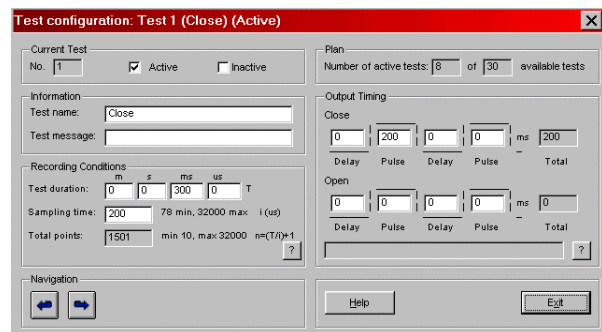 Test configuration: Test 1 (Close) (Active)
Current Test
No. 1 Active Inactive
Plan
Number of active tests: 8 of 30 available tests
Information
Test name: Close
Test message:
Output Timing
Close
0 200 0 0 ms 200
Delay Pulse Delay Pulse Total
Open
0 0 0 0 ms 0
Delay Pulse Delay Pulse Total
?
Recording Conditions
m s ms us
Test duration: 0 0 300 0 T
Sampling time: 200 78 min, 32000 max i (us)
Total points: 1501 min 10, max 32000 n=(T/i)+1
?
Navigation
Help
Exit